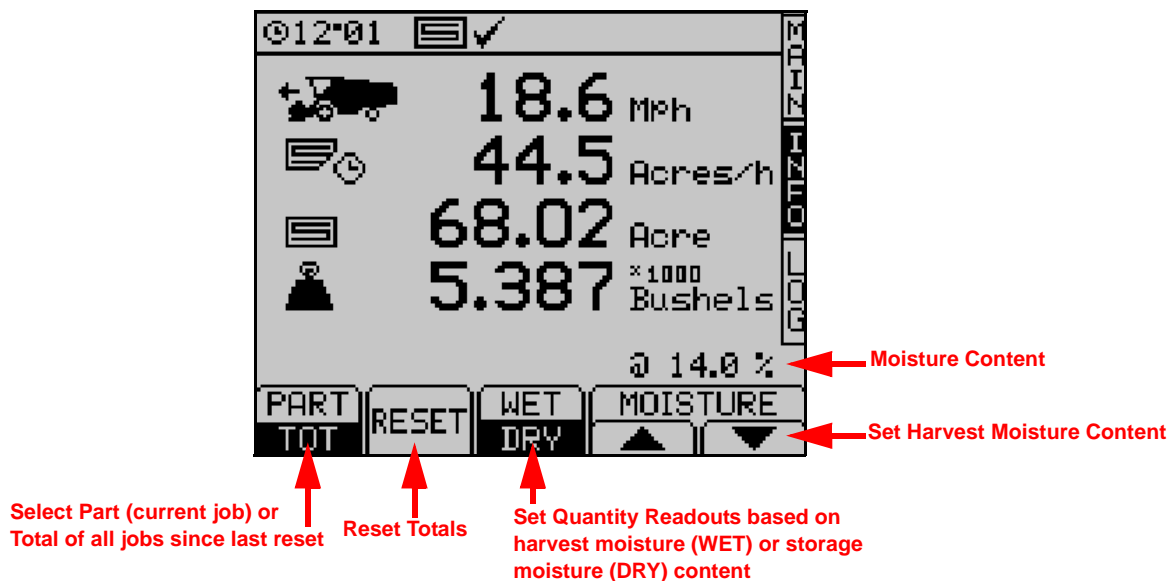 12:01
MAIN
18.6 Mph
INFO
44.5 Acres/h
68.02 Acre
LOG
5.387 x1000 Bushels
@ 14.0 %
Moisture Content
PART
TOT
RESET
WET
DRY
MOISTURE
Set Harvest Moisture Content
Select Part (current job) or
Total of all jobs since last reset
Reset Totals
Set Quantity Readouts based on
harvest moisture (WET) or storage
moisture (DRY) content